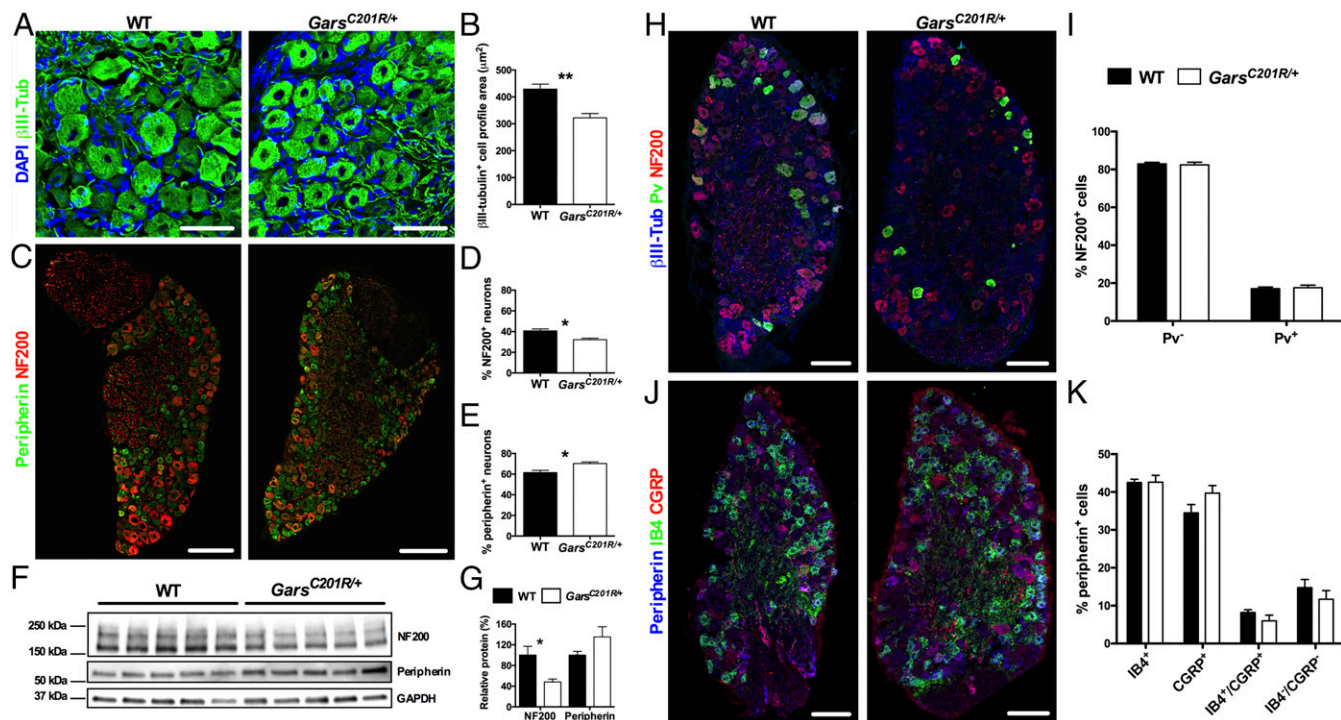 A
WT
Gars^C201R/+
DAPI βIII-Tub
B
βIII-tubulin+ cell profile area (μm2)
500
400
300
200
100
0
**
WT
Gars^C201R/+
C
Peripherin NF200
D
% NF200+ neurons
80
60
40
20
0
*
WT
Gars^C201R/+
E
% peripherin+ neurons
100
80
60
40
20
0
*
WT
Gars^C201R/+
F
WT
Gars^C201R/+
250 kDa
150 kDa
50 kDa
37 kDa
NF200
Peripherin
GAPDH
G
WT
Gars^C201R/+
Relative protein (%)
160
120
80
40
0
*
NF200
Peripherin
H
WT
Gars^C201R/+
βIII-Tub Pv NF200
I
WT
Gars^C201R/+
% NF200+ cells
100
80
60
40
20
0
Pv-
Pv+
J
Peripherin IB4 CGRP
K
% peripherin+ cells
50
40
30
20
10
0
IB4+
CGRP+
IB4+/CGRP+
IB4-/CGRP-